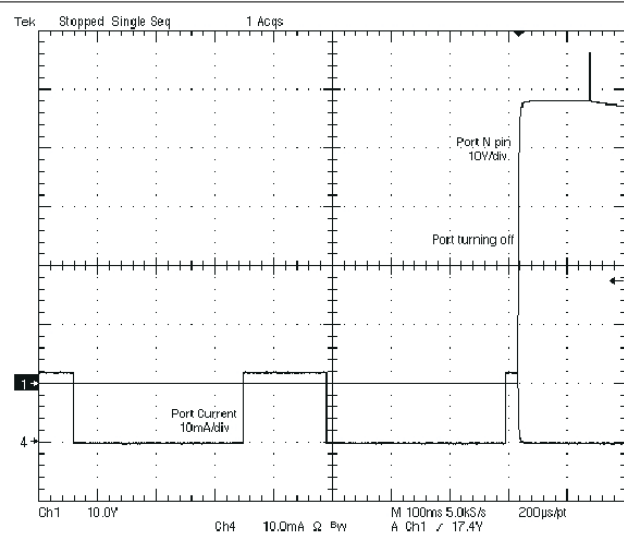 Tek Stopped Single Seq 1 Acqs
Port N pin
10V/div.
Port turning off
1
Port Current
10mA/div
4
Ch1 10.0V M 100ms 5.0kS/s 200µs/pt
Ch4 10.0mA Ω BW A Ch1 / 17.4V